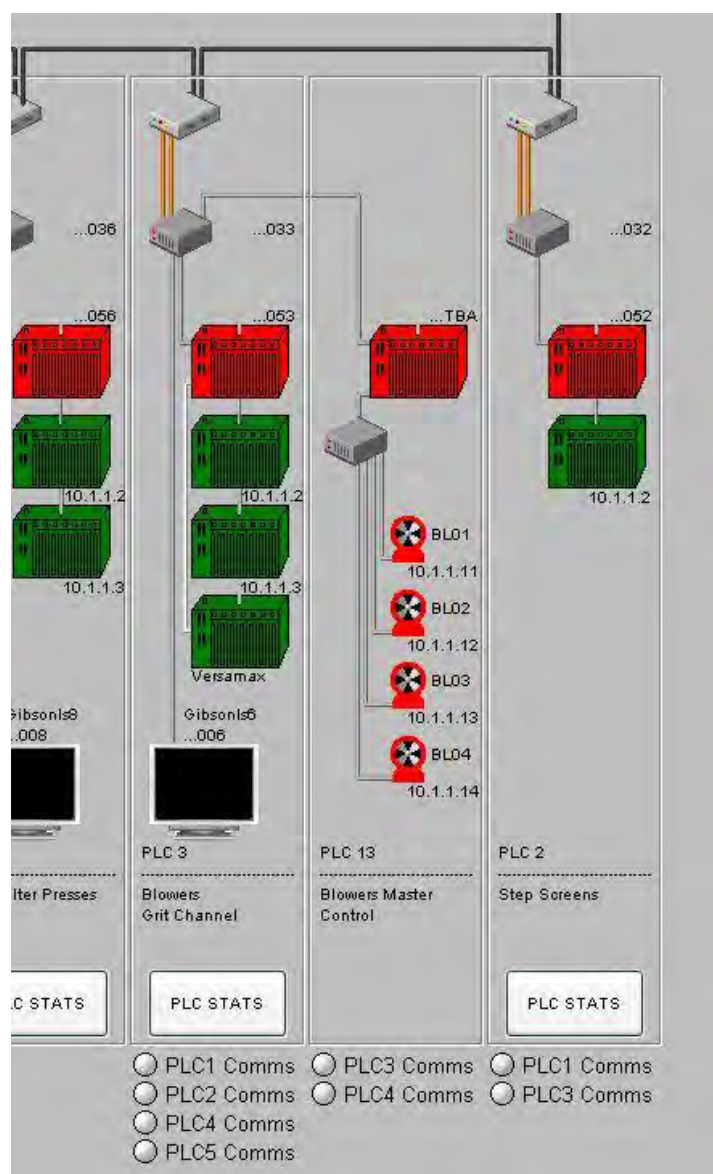 ...036
...056
10.1.1.2
10.1.1.3
GibsonIs8
...008
lter Presses
C STATS
...033
...053
10.1.1.2
10.1.1.3
Versamax
GibsonIs6
...006
PLC 3
Blowers
Grit Channel
PLC STATS
PLC1 Comms
PLC2 Comms
PLC4 Comms
PLC5 Comms
...TBA
BL01
10.1.1.11
BL02
10.1.1.12
BL03
10.1.1.13
BL04
10.1.1.14
PLC 13
Blowers Master
Control
PLC3 Comms
PLC4 Comms
...032
...052
10.1.1.2
PLC 2
Step Screens
PLC STATS
PLC1 Comms
PLC3 Comms